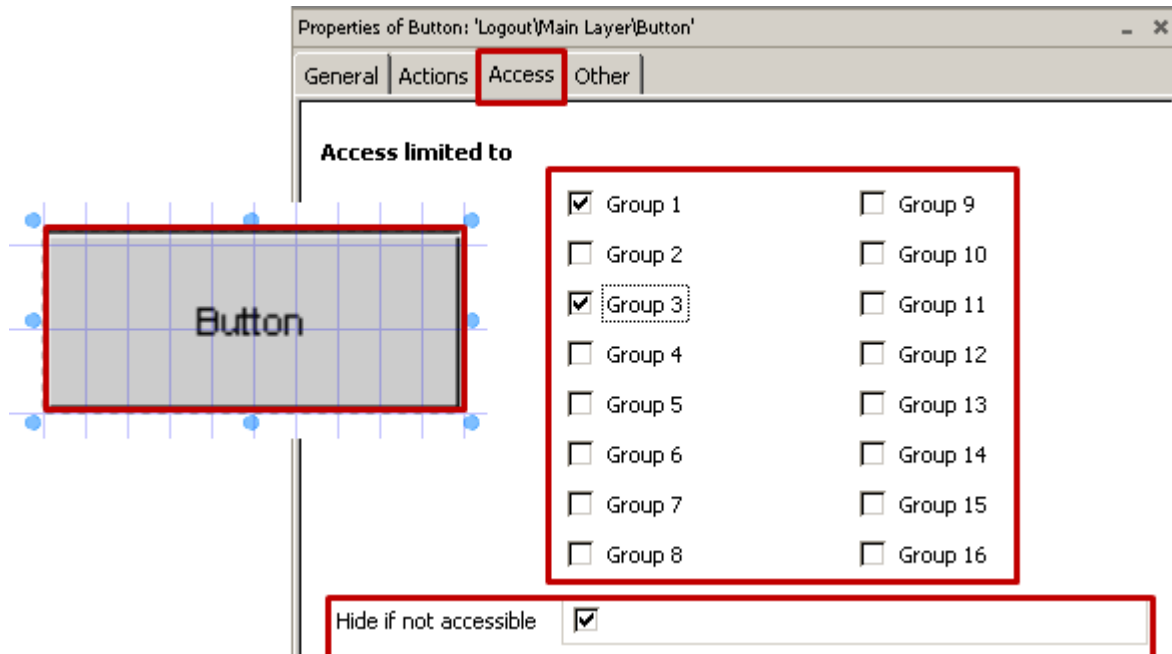 Properties of Button: 'Logout\Main Layer\Button'
General Actions Access Other
Access limited to
Group 1 Group 9
Group 2 Group 10
Button
Group 3 Group 11
Group 4 Group 12
Group 5 Group 13
Group 6 Group 14
Group 7 Group 15
Group 8 Group 16
Hide if not accessible